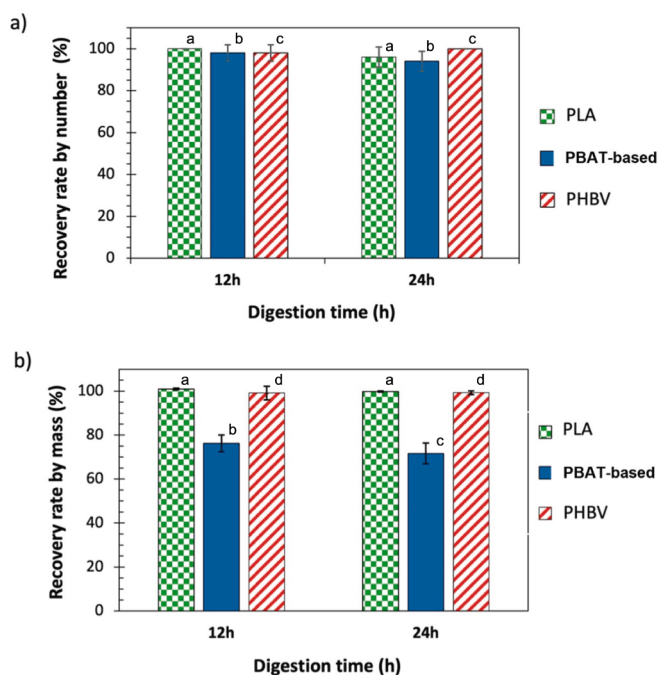 a)
Recovery rate by number (%)
100
80
60
40
20
0
a
b
c
a
b
c
12h
24h
Digestion time (h)
PLA
PBAT-based
PHBV
b)
Recovery rate by mass (%)
100
80
60
40
20
0
a
b
d
a
c
d
12h
24h
Digestion time (h)
PLA
PBAT-based
PHBV